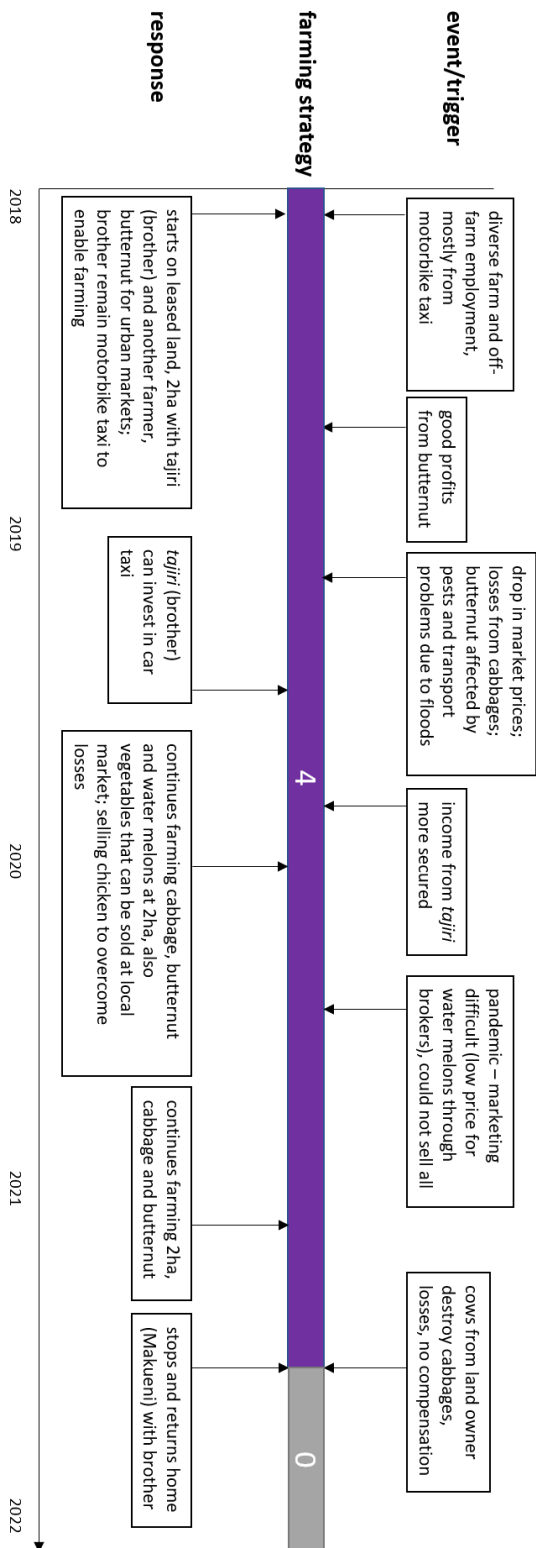 event/trigger
diverse farm and off-
farm employment,
mostly from
motorbike taxi
good profits
from butternut
drop in market prices;
losses from cabbages;
butternut affected by
pests and transport
problems due to floods
income from tajiri
more secured
pandemic – marketing
difficult (low price for
water melons through
brokers), could not sell all
cows from land owner
destroy cabbages,
losses, no compensation
farming strategy
4
0
response
starts on leased land, 2ha with tajiri
(brother) and another farmer,
butternut for urban markets;
brother remain motorbike taxi to
enable farming
tajiri (brother)
can invest in car
taxi
continues farming cabbage, butternut
and water melons at 2ha, also
vegetables that can be sold at local
market; selling chicken to overcome
losses
continues farming 2ha,
cabbage and butternut
stops and returns home
(Makueni) with brother
2018
2019
2020
2021
2022